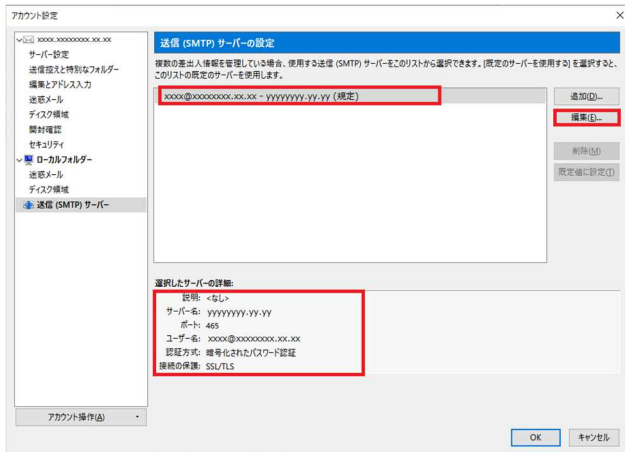 アカウント設定
xxxx.xxxxxxxx.xx.xx
サーバー設定
送信控えと特別なフォルダー
編集とアドレス入力
迷惑メール
ディスク領域
開封確認
セキュリティ
ローカルフォルダー
迷惑メール
ディスク領域
送信 (SMTP) サーバー
アカウント操作(A)
送信 (SMTP) サーバーの設定
複数の差出人情報を管理している場合、使用する送信 (SMTP) サーバーをこのリストから選択できます。[既定のサーバーを使用する] を選択すると、
このリストの既定のサーバーを使用します。
xxxx@xxxxxxxx.xx.xx - yyyyyyyy.yy.yy (規定)
追加(D)...
編集(E)...
削除(M)
既定値に設定(T)
選択したサーバーの詳細:
説明: <なし>
サーバー名: yyyyyyyy.yy.yy
ポート: 465
ユーザー名: xxxx@xxxxxxxx.xx.xx
認証方式: 暗号化されたパスワード認証
接続の保護: SSL/TLS
OK
キャンセル